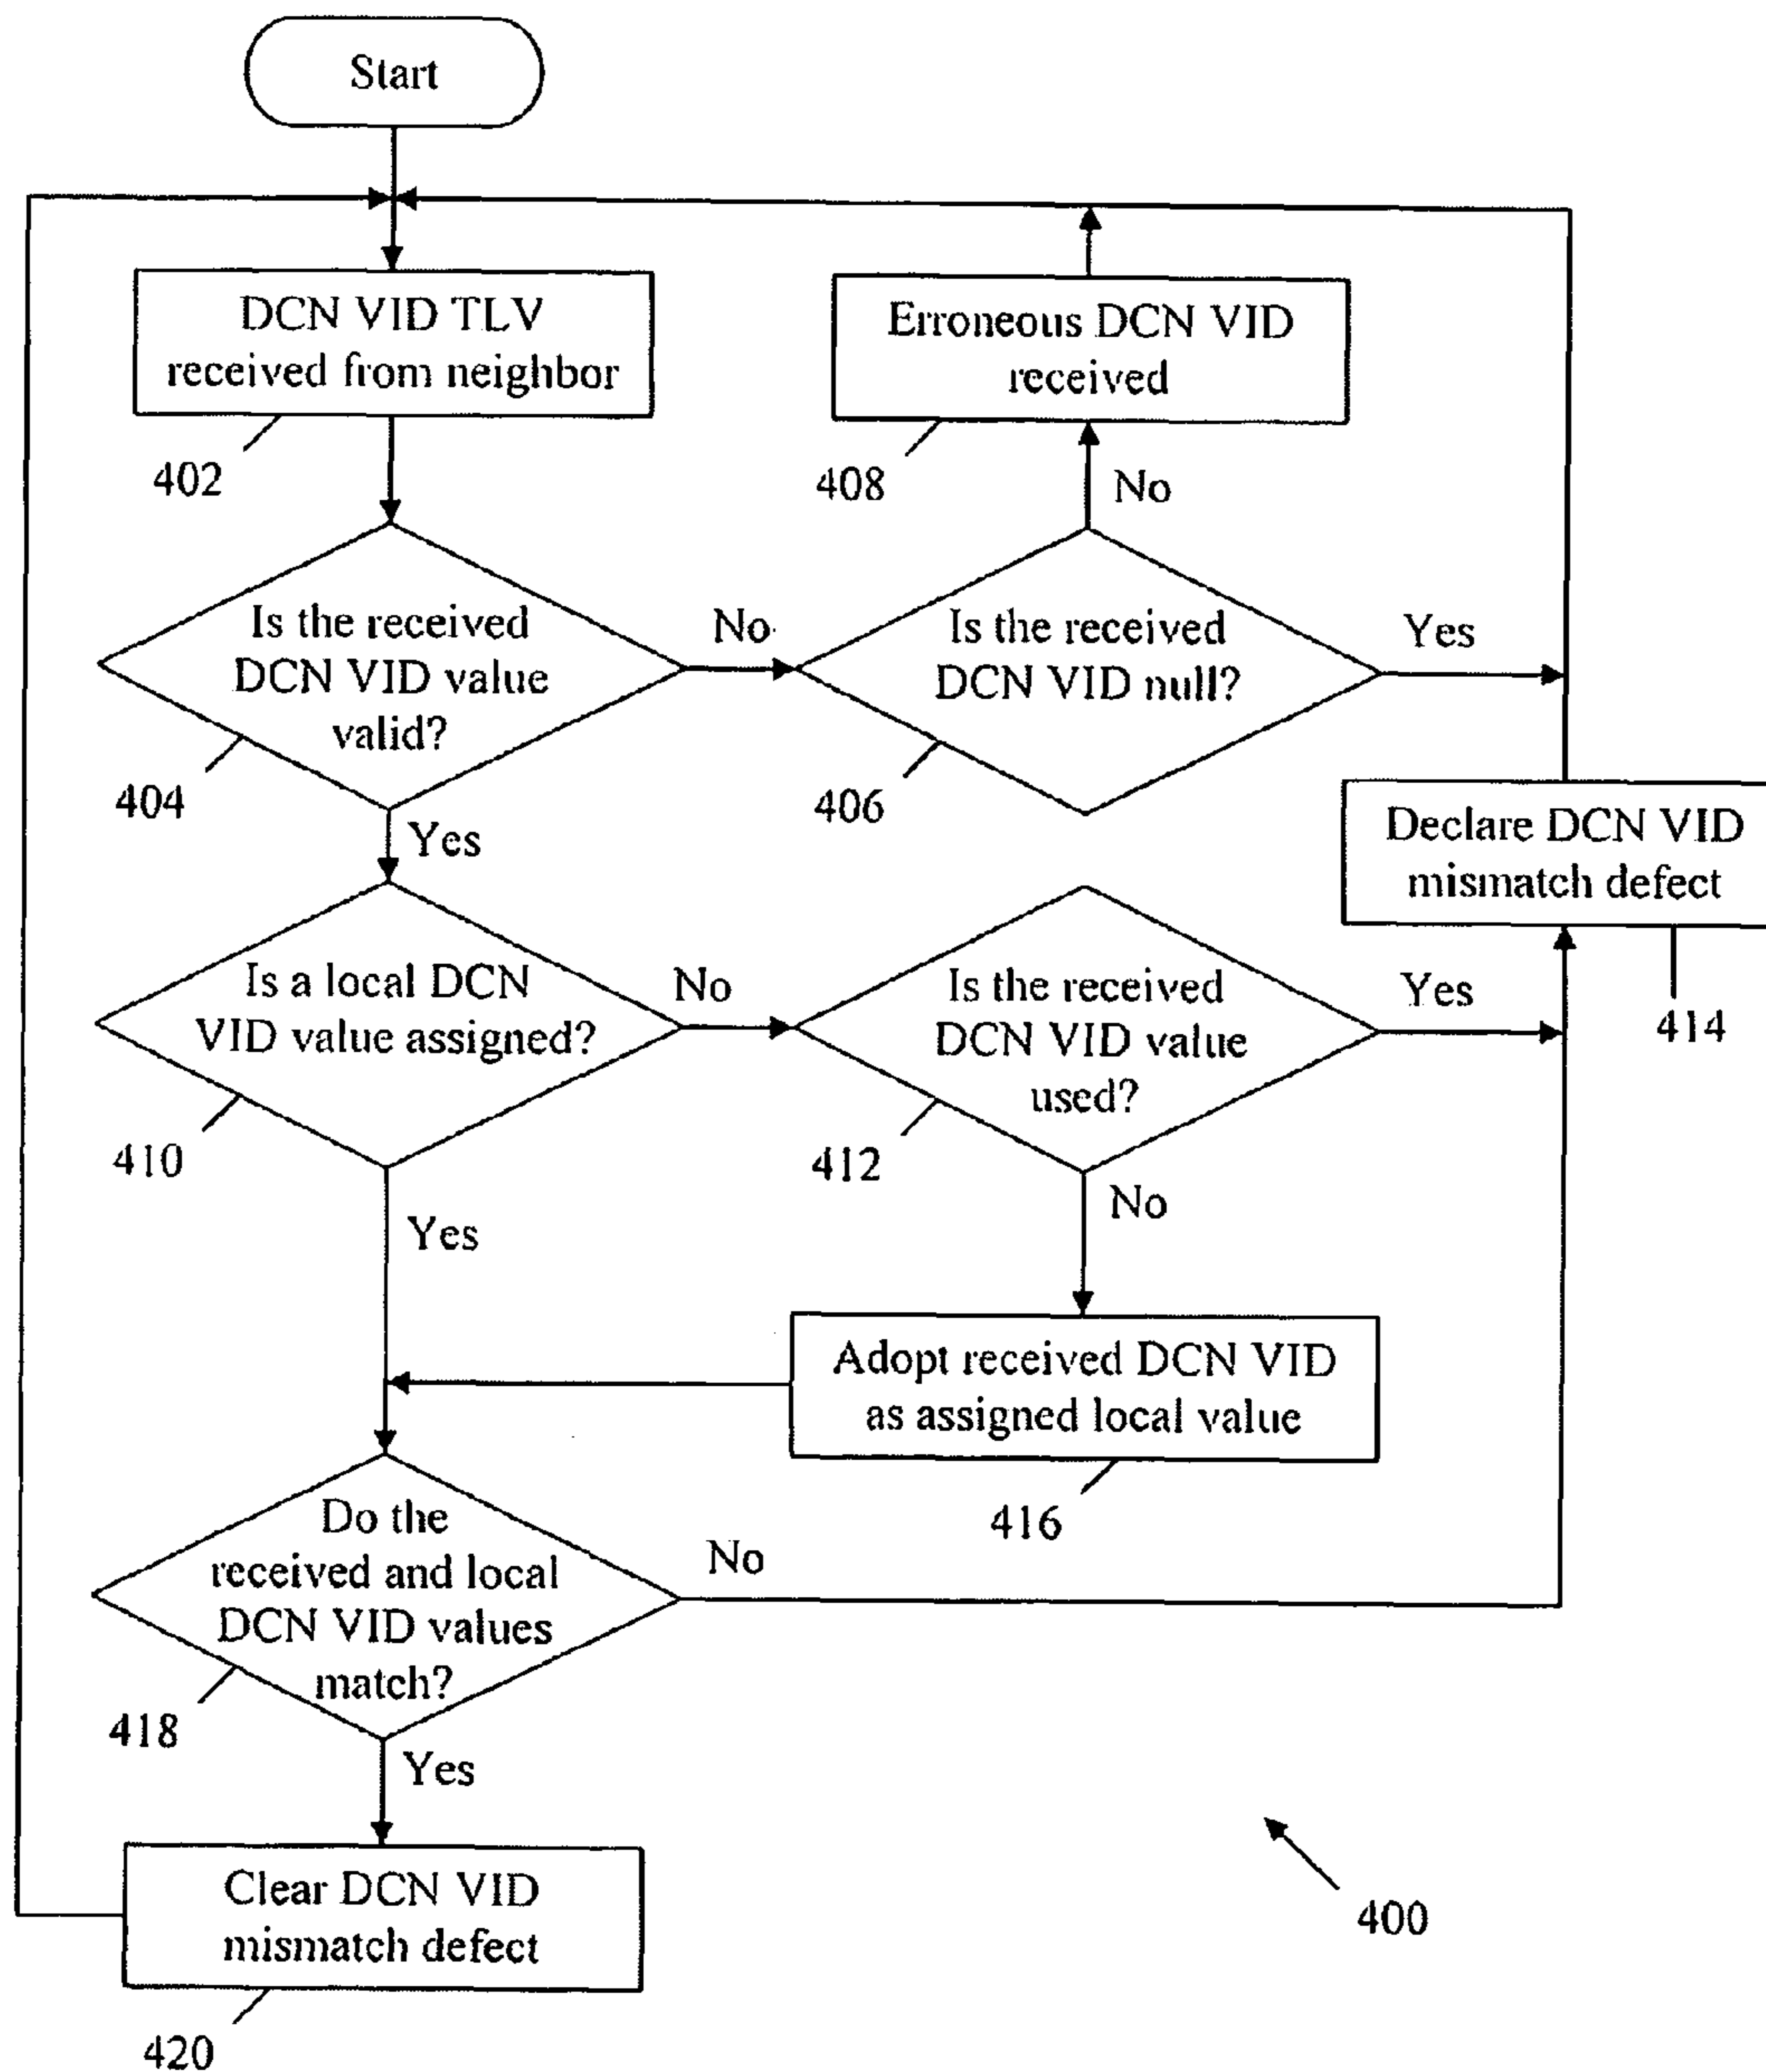 Start
DCN VID TLV
received from neighbor
402
Erroneous DCN VID
received
408
No
Is the received
DCN VID value
valid?
404
No
Is the received
DCN VID null?
406
Yes
Yes
Declare DCN VID
mismatch defect
414
Is a local DCN
VID value assigned?
410
No
Is the received
DCN VID value
used?
412
Yes
Yes
No
Adopt received DCN VID
as assigned local value
416
Do the
received and local
DCN VID values
match?
418
No
Yes
Clear DCN VID
mismatch defect
420
400